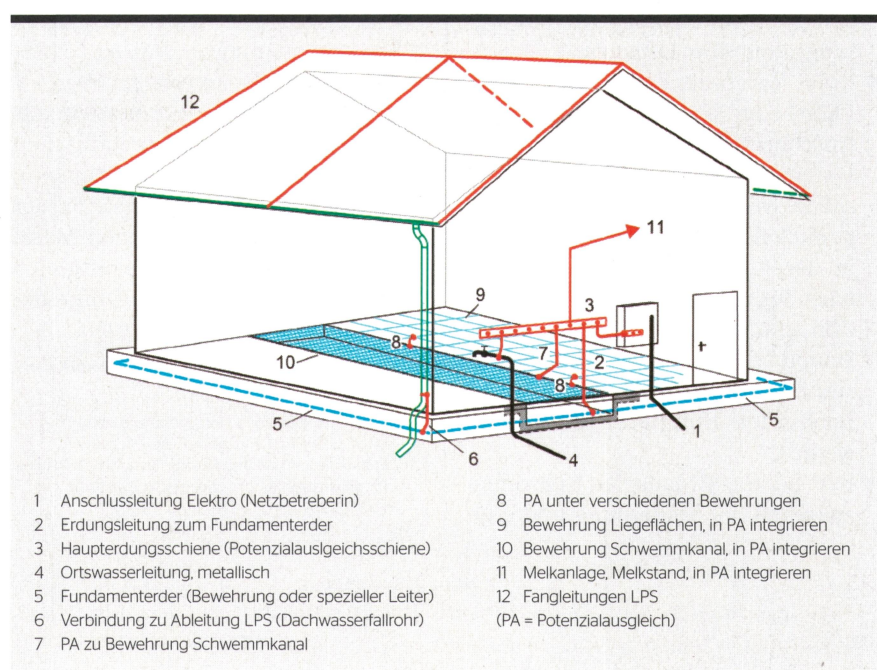 12
11
9
3
8
7
2
10
8
5
5
1
6
4
1 Anschlussleitung Elektro (Netzbetreberin)
2 Erdungsleitung zum Fundamenterder
3 Haupterdungsschiene (Potenzialauslgeichsschiene)
4 Ortswasserleitung, metallisch
5 Fundamenterder (Bewehrung oder spezieller Leiter)
6 Verbindung zu Ableitung LPS (Dachwasserfallrohr)
7 PA zu Bewehrung Schwemmkanal
8 PA unter verschiedenen Bewehrungen
9 Bewehrung Liegeflächen, in PA integrieren
10 Bewehrung Schwemmkanal, in PA integrieren
11 Melkanlage, Melkstand, in PA integrieren
12 Fangleitungen LPS
(PA = Potenzialausgleich)